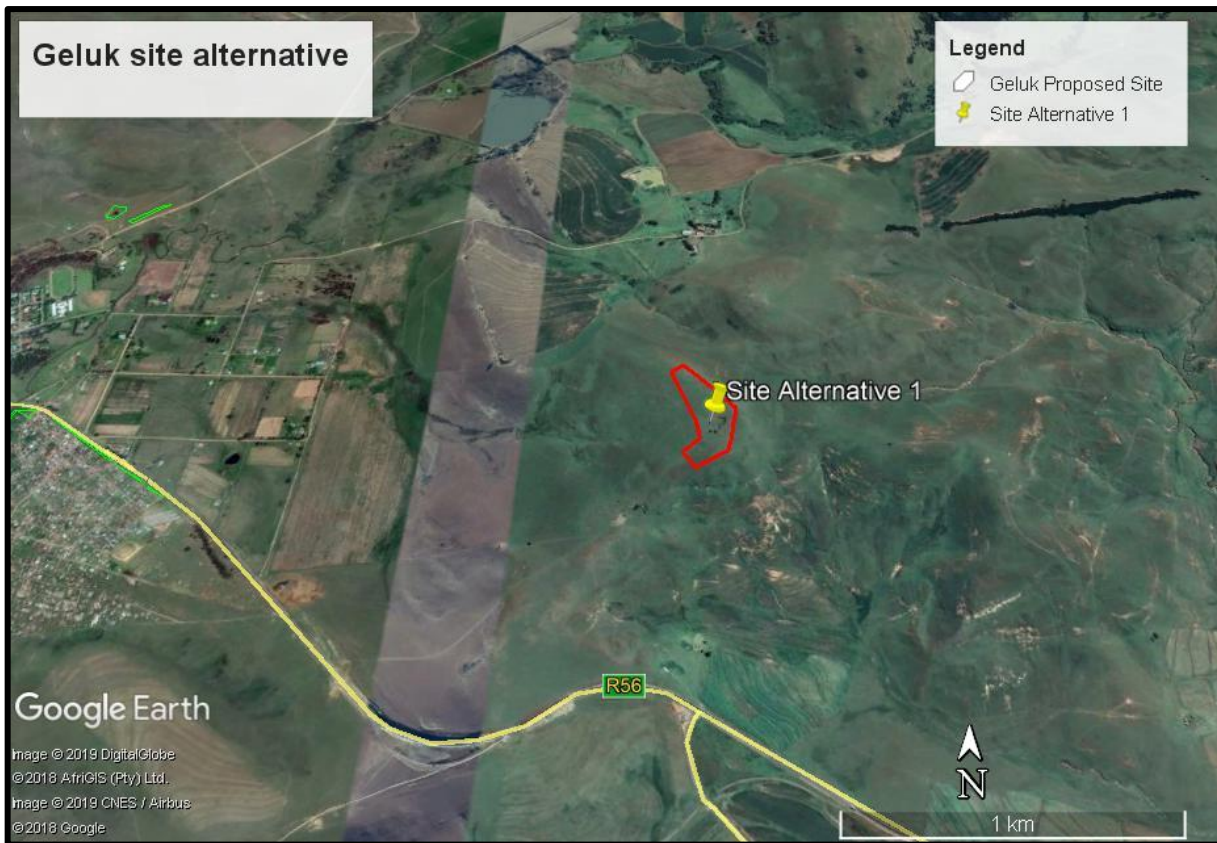 Geluk site alternative
Legend
Geluk Proposed Site
Site Alternative 1
Site Alternative 1
R56
Google Earth
Image © 2019 DigitalGlobe
© 2018 AfriGIS (Pty) Ltd.
Image © 2019 CNES / Airbus
© 2018 Google
N
1 km